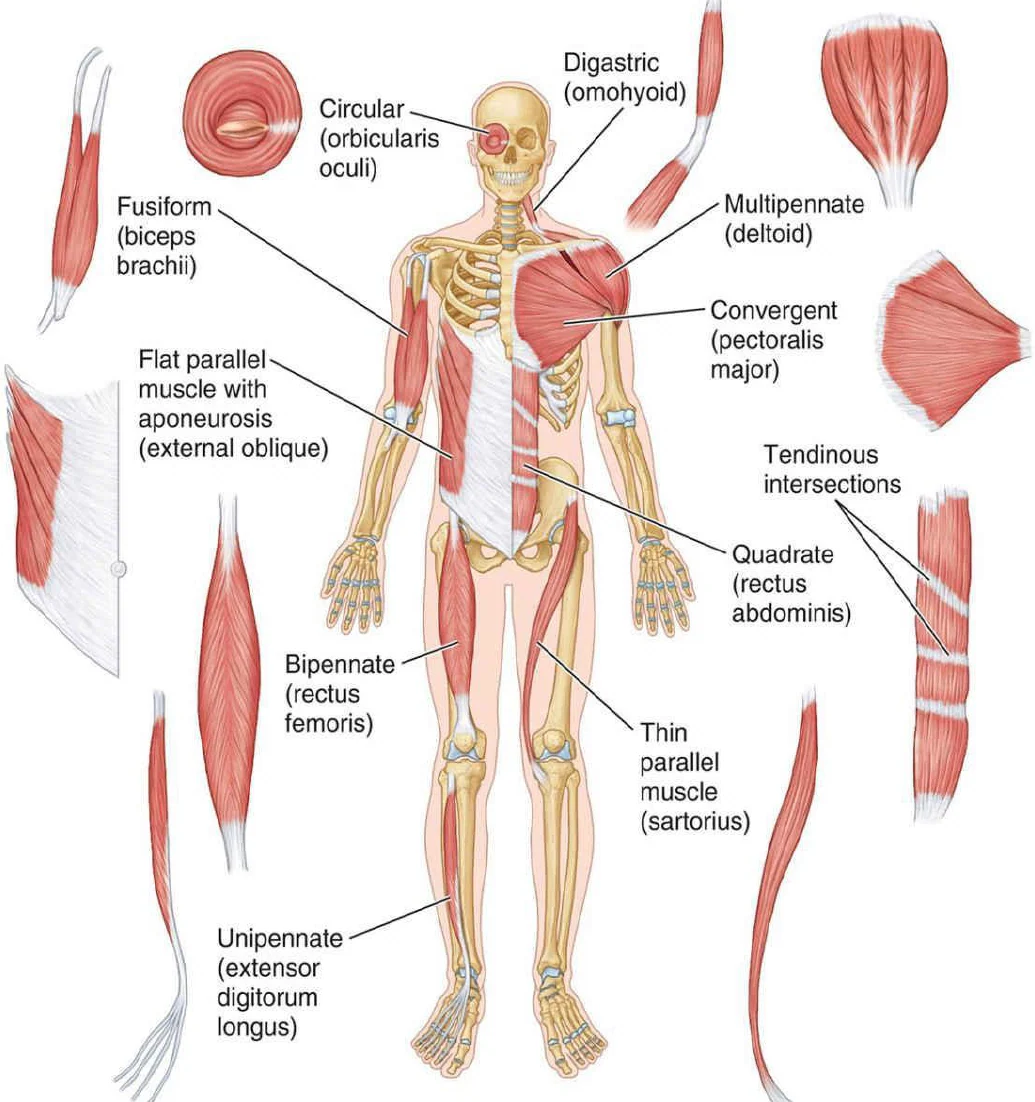 Digastric
(omohyoid)
Circular
(orbicularis
oculi)
Fusiform
(biceps
brachii)
Multipennate
(deltoid)
Convergent
(pectoralis
major)
Flat parallel
muscle with
aponeurosis
(external oblique)
Tendinous
intersections
Quadrate
(rectus
abdominis)
Bipennate
(rectus
femoris)
Thin
parallel
muscle
(sartorius)
Unipennate
(extensor
digitorum
longus)